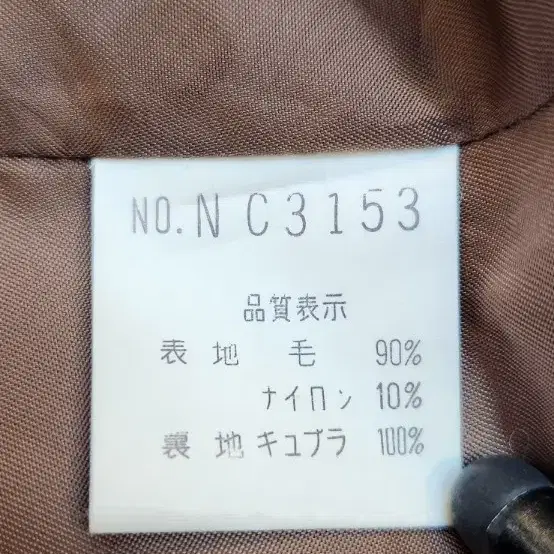 NO. N C3153
品質表示
表地 毛 90%
ナイロン 10%
裏地 キュプラ 100%